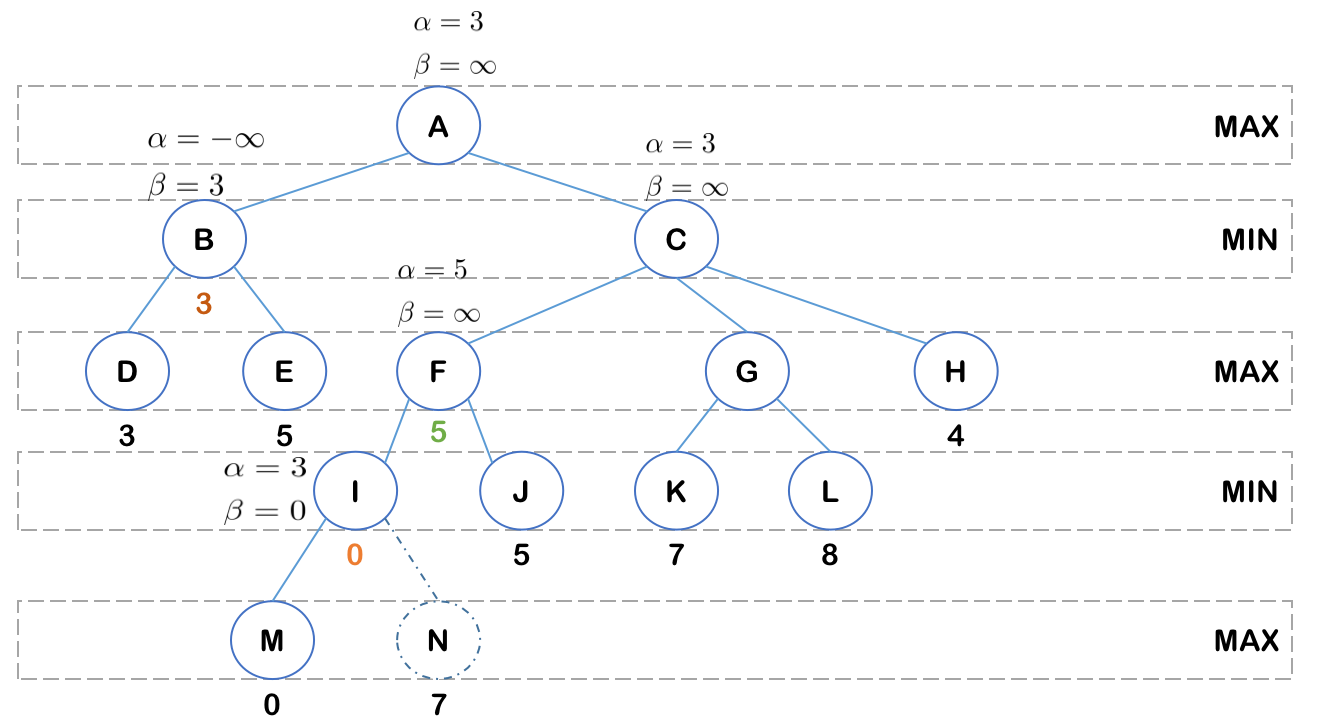 α = 3
β = ∞
A
MAX
α = −∞
β = 3
α = 3
β = ∞
B
C
MIN
3
α = 5
β = ∞
D
E
F
G
H
MAX
3
5
5
4
α = 3
β = 0
I
J
K
L
MIN
0
5
7
8
M
N
MAX
0
7